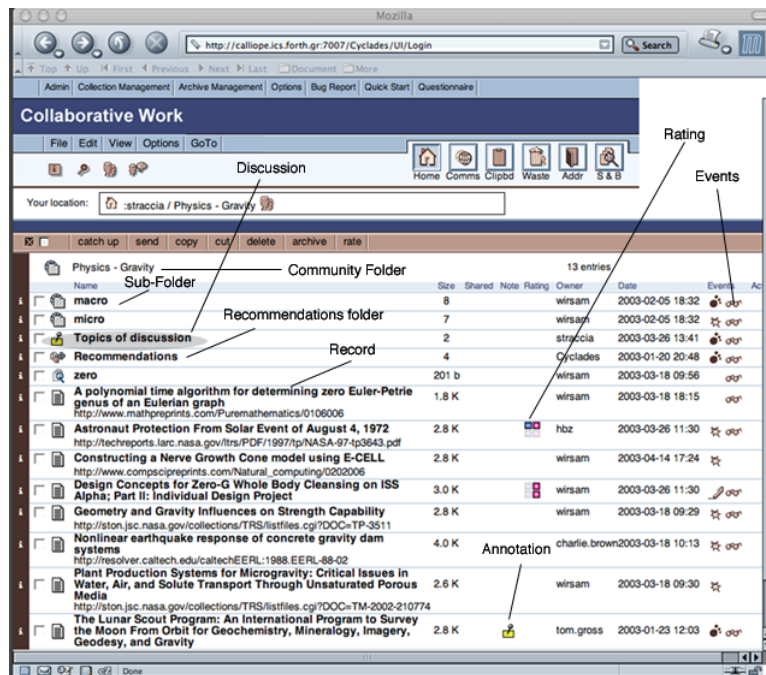 Mozilla
http://calliope.ics.forth.gr:7007/Cyclades/UI/Login
Search
Top Up First Previous Next Last Document More
Admin Collection Management Archive Management Options Bug Report Quick Start Questionnaire
Collaborative Work
File Edit View Options GoTo
Rating
Home Comms Clipbd Waste Addr S & B
Discussion
Events
Your location: :straccia / Physics - Gravity
catch up send copy cut delete archive rate
Physics - Gravity Community Folder 13 entries
Name Size Shared Note Rating Owner Date Events Ac
Sub-Folder
macro 8 wirsam 2003-02-05 18:32
micro 7 wirsam 2003-02-05 18:32
Recommendations folder
Topics of discussion 2 straccia 2003-03-26 13:41
Recommendations 4 Cyclades 2003-01-20 20:48
Record
zero 201 b wirsam 2003-03-18 09:56
A polynomial time algorithm for determining zero Euler-Petrie
genus of an Eulerian graph 1.8 K wirsam 2003-03-18 18:15
http://www.mathpreprints.com/Puremathematics/0106006
Astronaut Protection From Solar Event of August 4, 1972 2.8 K hbz 2003-03-26 11:30
http://techreports.larc.nasa.gov/ltrs/PDF/1997/tp/NASA-97-tp3643.pdf
Constructing a Nerve Growth Cone model using E-CELL 2.8 K wirsam 2003-04-14 17:24
http://www.compscipreprints.com/Natural_computing/0202006
Design Concepts for Zero-G Whole Body Cleansing on ISS
Alpha; Part II: Individual Design Project 3.0 K wirsam 2003-03-26 11:30
Geometry and Gravity Influences on Strength Capability 2.8 K wirsam 2003-03-18 09:29
http://ston.jsc.nasa.gov/collections/TRS/listfiles.cgi?DOC=TP-3511
Nonlinear earthquake response of concrete gravity dam
systems 4.0 K charlie.brown 2003-03-18 10:13
http://resolver.caltech.edu/caltechEERL:1988.EERL-88-02
Annotation
Plant Production Systems for Microgravity: Critical Issues in
Water, Air, and Solute Transport Through Unsaturated Porous
Media 2.6 K wirsam 2003-03-18 09:30
http://ston.jsc.nasa.gov/collections/TRS/listfiles.cgi?DOC=TM-2002-210774
The Lunar Scout Program: An International Program to Survey
the Moon From Orbit for Geochemistry, Mineralogy, Imagery,
Geodesy, and Gravity 2.8 K tom.gross 2003-01-23 12:03
Done